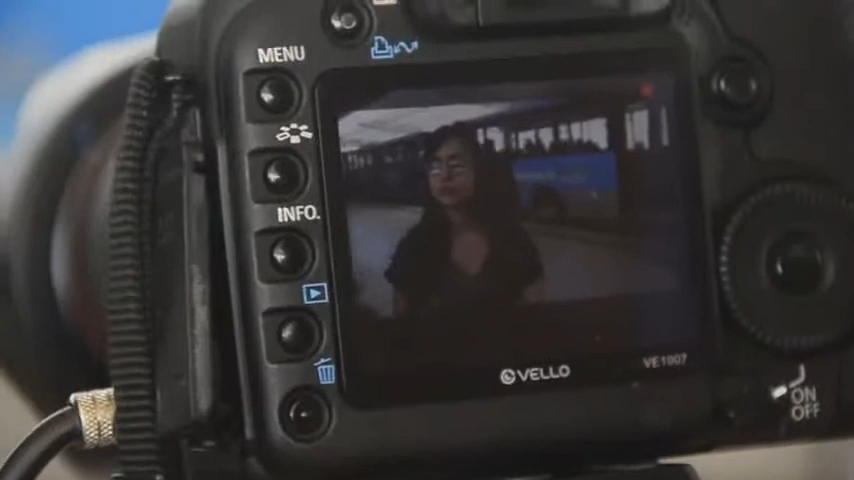 MENU
INFO.
VELLO
VE1007
ON
OFF